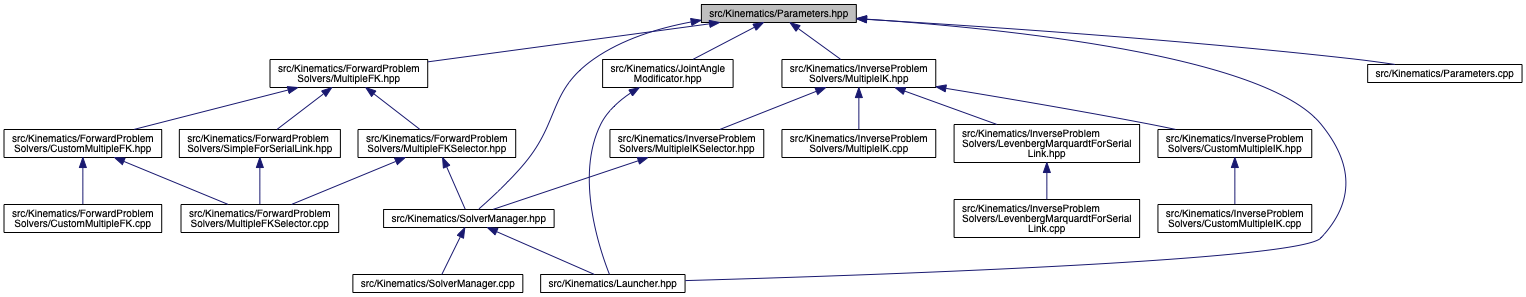 src/Kinematics/Parameters.hpp
src/Kinematics/ForwardProblem
Solvers/MultipleFK.hpp
src/Kinematics/JointAngle
Modificator.hpp
src/Kinematics/InverseProblem
Solvers/MultipleIK.hpp
src/Kinematics/Parameters.cpp
src/Kinematics/ForwardProblem
Solvers/CustomMultipleFK.hpp
src/Kinematics/ForwardProblem
Solvers/SimpleForSerialLink.hpp
src/Kinematics/ForwardProblem
Solvers/MultipleFKSelector.hpp
src/Kinematics/InverseProblem
Solvers/MultipleIKSelector.hpp
src/Kinematics/InverseProblem
Solvers/MultipleIK.cpp
src/Kinematics/InverseProblem
Solvers/LevenbergMarquardtForSerial
Link.hpp
src/Kinematics/InverseProblem
Solvers/CustomMultipleIK.hpp
src/Kinematics/ForwardProblem
Solvers/CustomMultipleFK.cpp
src/Kinematics/ForwardProblem
Solvers/MultipleFKSelector.cpp
src/Kinematics/SolverManager.hpp
src/Kinematics/InverseProblem
Solvers/LevenbergMarquardtForSerial
Link.cpp
src/Kinematics/InverseProblem
Solvers/CustomMultipleIK.cpp
src/Kinematics/SolverManager.cpp
src/Kinematics/Launcher.hpp